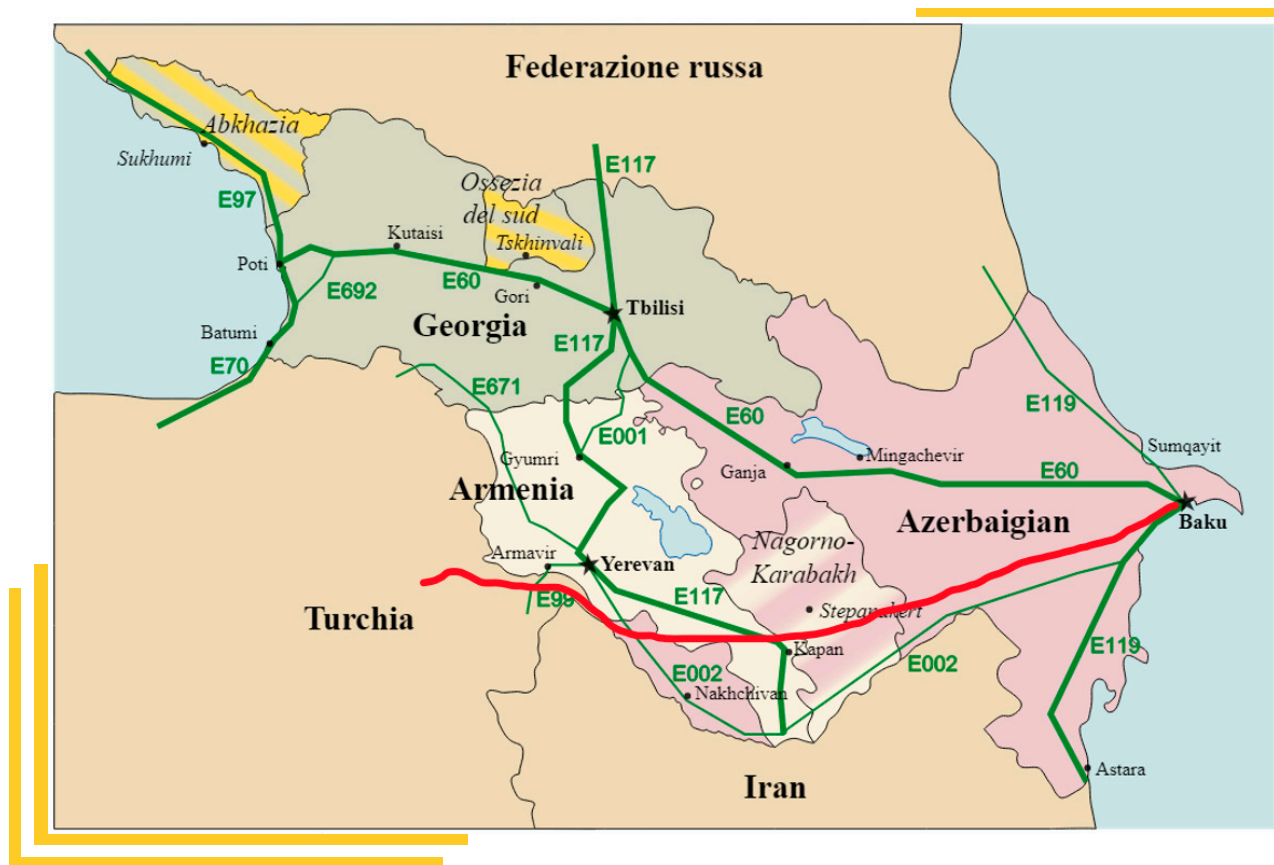 Federazione russa
Abkhazia
Sukhumi
E117
Ossezia
del sud
E97
Kutaisi
Tskhinvali
Poti
E692
E60
Gori
Tbilisi
Georgia
Batumi
E117
E70
E671
E60
E119
E001
Sumqayit
Gyumri
Mingachevir
Ganja
E60
Armenia
Azerbaigian
Baku
Nagorno-
Karabakh
Armavir
Yerevan
E99
E117
Stepanakert
Turchia
Kapan
E119
E002
E002
Nakhchivan
Astara
Iran